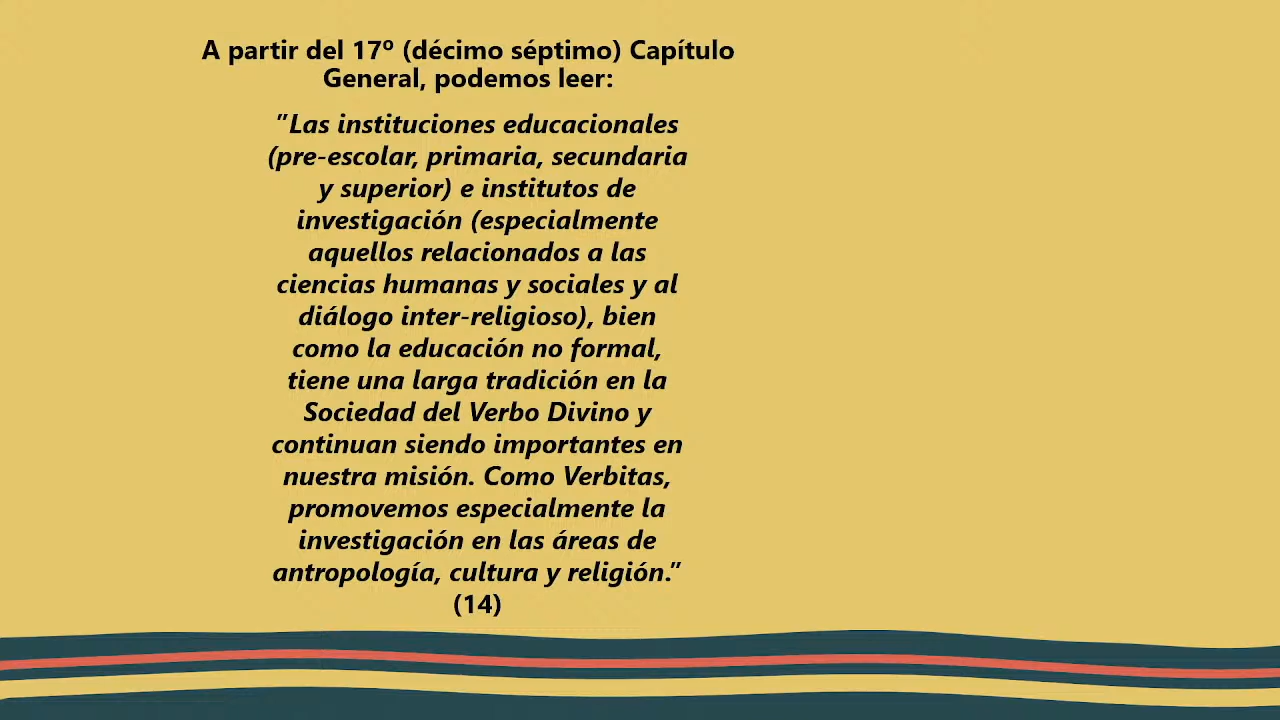 A partir del 17º (décimo séptimo) Capítulo
General, podemos leer:
"Las instituciones educacionales
(pre-escolar, primaria, secundaria
y superior) e institutos de
investigación (especialmente
aquellos relacionados a las
ciencias humanas y sociales y al
diálogo inter-religioso), bien
como la educación no formal,
tiene una larga tradición en la
Sociedad del Verbo Divino y
continuan siendo importantes en
nuestra misión. Como Verbitas,
promovemos especialmente la
investigación en las áreas de
antropología, cultura y religión."
(14)